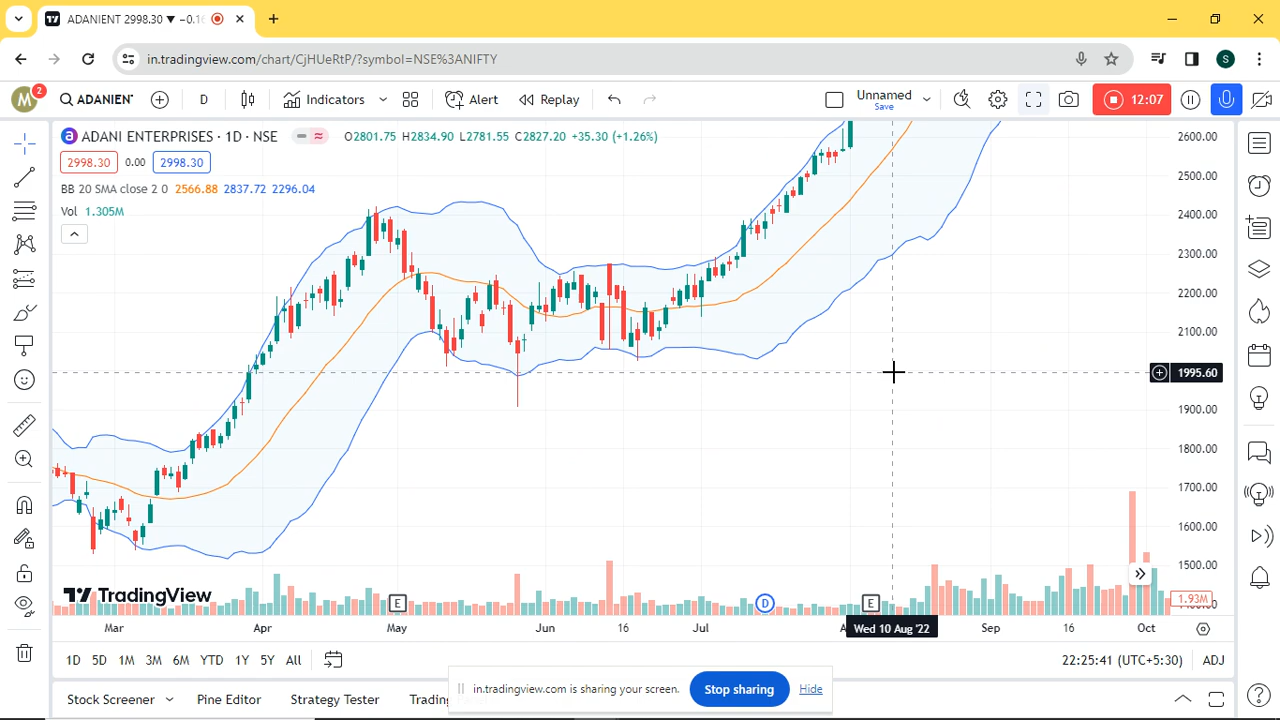 ADANIENT 2998.30 ▼ −0.16
in.tradingview.com/chart/CjHUeRtP/?symbol=NSE%3ANIFTY
S
M 2
ADANIENT
D
Indicators
Alert
Replay
Unnamed
Save
12:07
ADANI ENTERPRISES · 1D · NSE
O2801.75 H2834.90 L2781.55 C2827.20 +35.30 (+1.26%)
2998.30 0.00 2998.30
BB 20 SMA close 2 0 2566.88 2837.72 2296.04
Vol 1.305M
2600.00
2500.00
2400.00
2300.00
2200.00
2100.00
1995.60
1900.00
1800.00
1700.00
1600.00
1500.00
1.93M
TradingView
E
D
E
Mar Apr May Jun 16 Jul Wed 10 Aug '22 Sep 16 Oct
1D 5D 1M 3M 6M YTD 1Y 5Y All
22:25:41 (UTC+5:30) ADJ
in.tradingview.com is sharing your screen. Stop sharing Hide
Stock Screener Pine Editor Strategy Tester